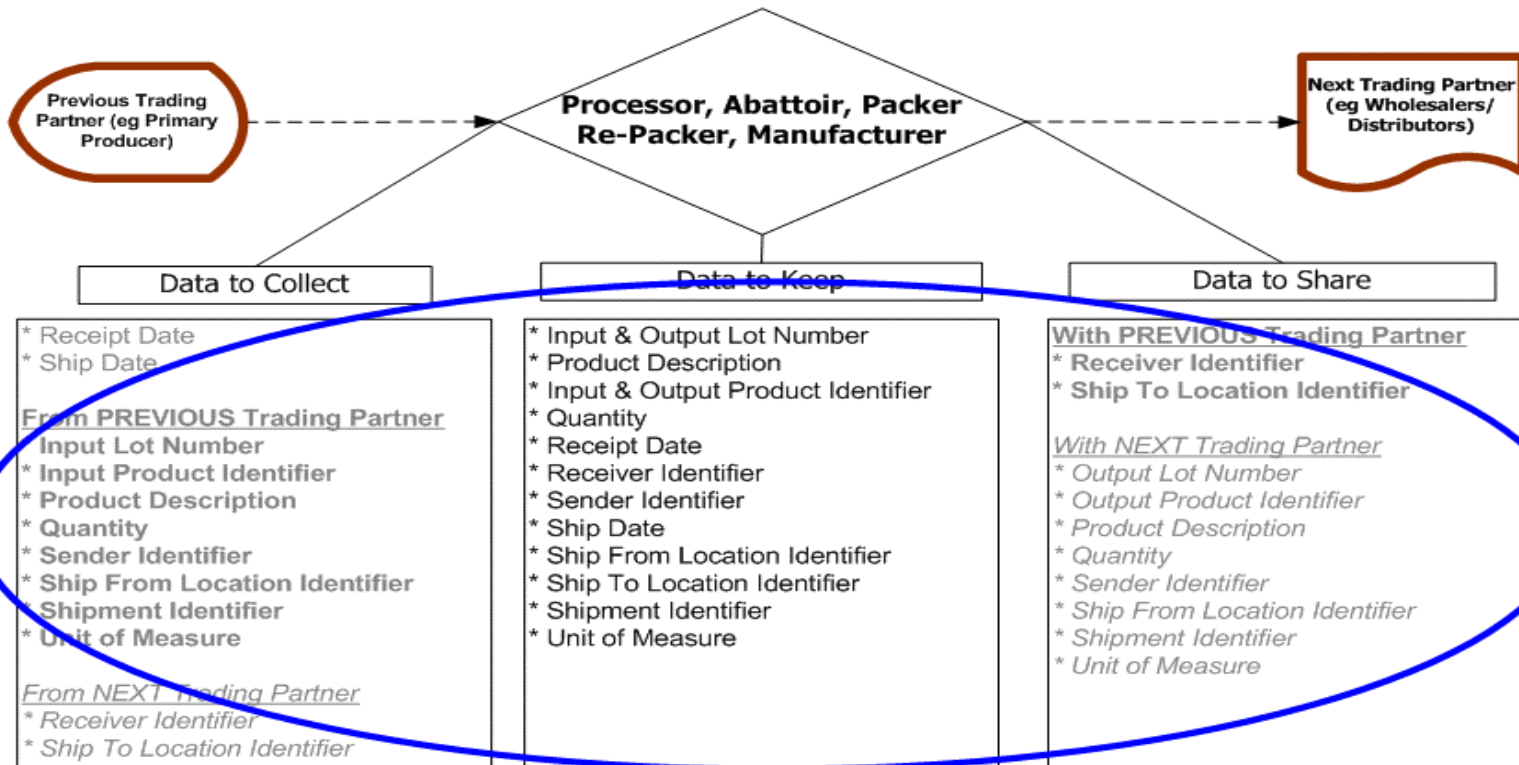 Previous Trading
Partner (eg Primary
Producer)
Processor, Abattoir, Packer
Re-Packer, Manufacturer
Next Trading Partner
(eg Wholesalers/
Distributors)
Data to Collect
* Receipt Date
* Ship Date
From PREVIOUS Trading Partner
* Input Lot Number
* Input Product Identifier
* Product Description
* Quantity
* Sender Identifier
* Ship From Location Identifier
* Shipment Identifier
* Unit of Measure
From NEXT Trading Partner
* Receiver Identifier
* Ship To Location Identifier
Data to Keep
* Input & Output Lot Number
* Product Description
* Input & Output Product Identifier
* Quantity
* Receipt Date
* Receiver Identifier
* Sender Identifier
* Ship Date
* Ship From Location Identifier
* Ship To Location Identifier
* Shipment Identifier
* Unit of Measure
Data to Share
With PREVIOUS Trading Partner
* Receiver Identifier
* Ship To Location Identifier
With NEXT Trading Partner
* Output Lot Number
* Output Product Identifier
* Product Description
* Quantity
* Sender Identifier
* Ship From Location Identifier
* Shipment Identifier
* Unit of Measure